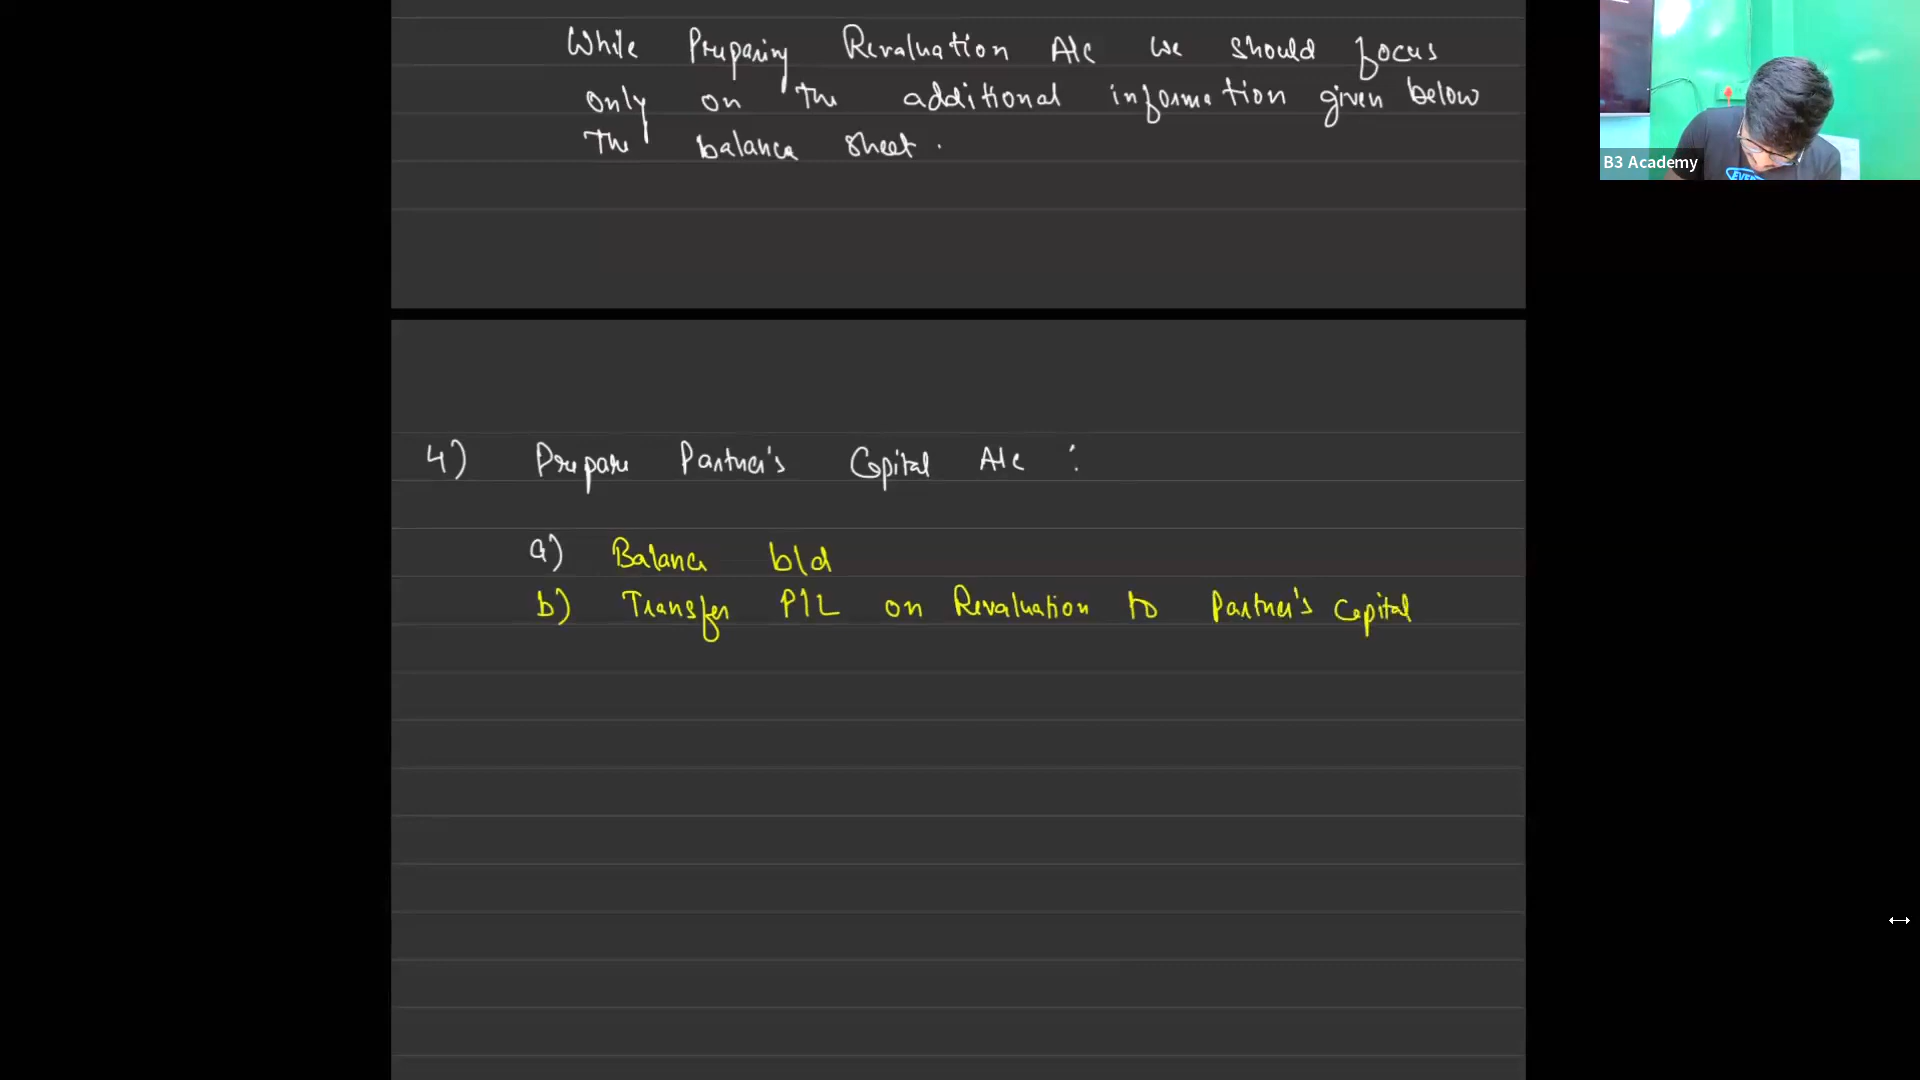 While Preparing Revaluation A/c we should focus
only on the additional information given below
The balance sheet.
B3 Academy
4) Prepare Partner's Capital A/c :
a) Balance b/d
b) Transfer P/L on Revaluation to Partner's Capital